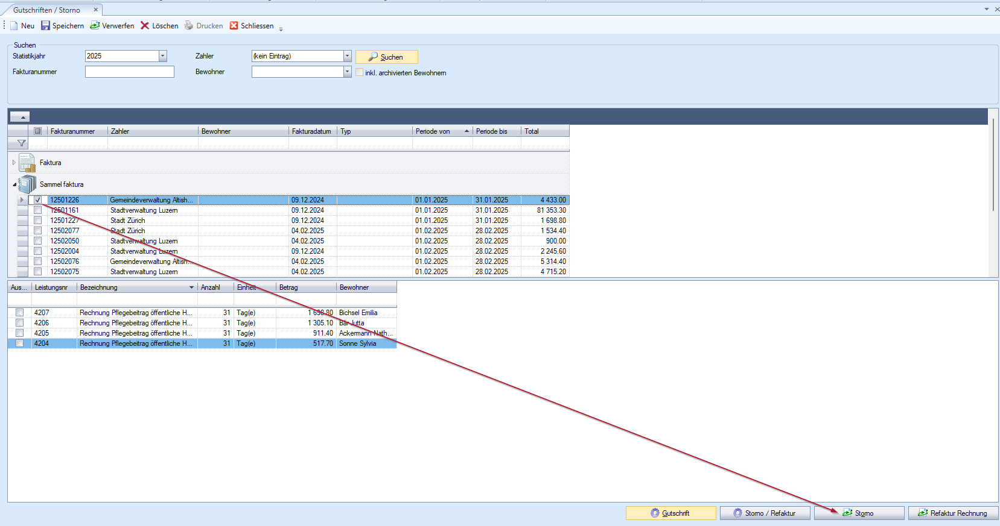 Gutschriften / Storno
Neu Speichern Verwerfen Löschen Drucken Schliessen
Suchen
Statistikjahr 2025 Zahler (kein Eintrag) Suchen
Fakturanummer Bewohner inkl. archivierten Bewohnern
Fakturanummer Zahler Bewohner Fakturadatum Typ Periode von Periode bis Total
Faktura
Sammel faktura
12501226 Gemeindeverwaltung Altish... 09.12.2024 01.01.2025 31.01.2025 4 433.00
12501161 Stadtverwaltung Luzern 09.12.2024 01.01.2025 31.01.2025 81 353.30
12501227 Stadt Zürich 09.12.2024 01.01.2025 31.01.2025 1 698.80
12502077 Stadt Zürich 04.02.2025 01.02.2025 28.02.2025 1 534.40
12502050 Stadtverwaltung Luzern 04.02.2025 01.02.2025 28.02.2025 900.00
12502004 Stadtverwaltung Luzern 09.12.2024 01.02.2025 28.02.2025 2 245.60
12502076 Gemeindeverwaltung Altish... 04.02.2025 01.02.2025 28.02.2025 5 314.40
12502075 Stadtverwaltung Luzern 04.02.2025 01.02.2025 28.02.2025 4 715.20
Aus... Leistungsnr Bezeichnung Anzahl Einheit Betrag Bewohner
4207 Rechnung Pflegebeitrag öffentliche H... 31 Tag(e) 1 698.80 Bichsel Emilia
4206 Rechnung Pflegebeitrag öffentliche H... 31 Tag(e) 1 305.10 Bär Jutta
4205 Rechnung Pflegebeitrag öffentliche H... 31 Tag(e) 911.40 Ackermann Nath...
4204 Rechnung Pflegebeitrag öffentliche H... 31 Tag(e) 517.70 Sonne Sylvia
Gutschrift Storno / Refaktur Storno Refaktur Rechnung